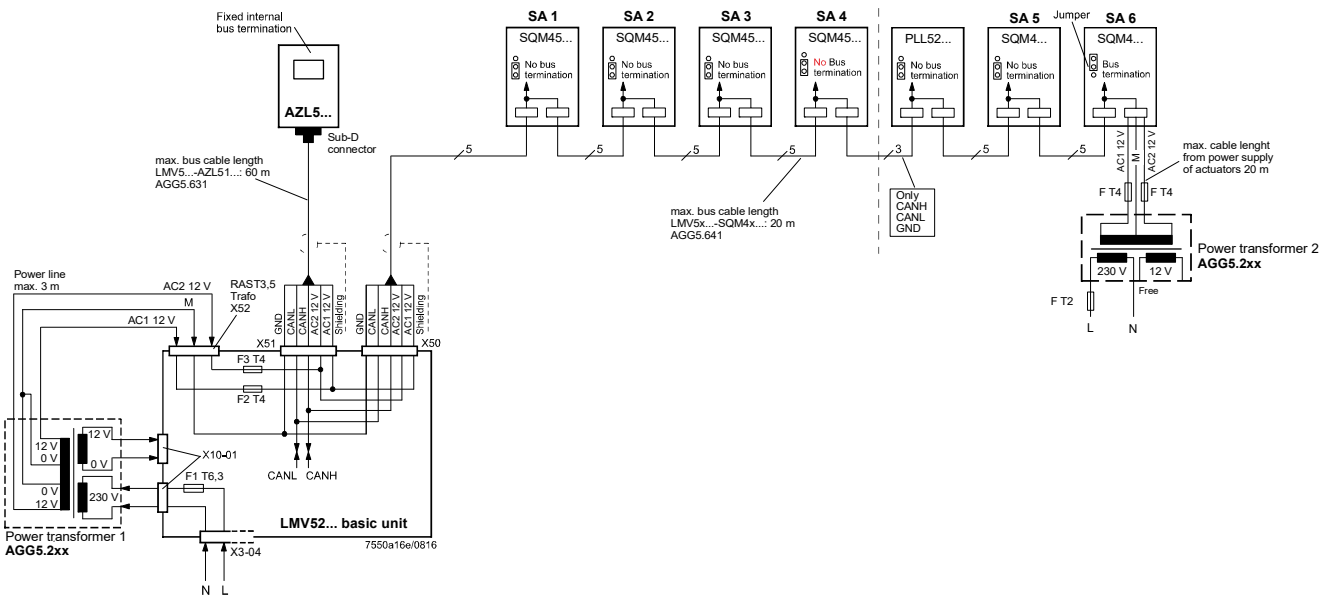 Fixed internal
bus termination
AZL5...
Sub-D
connector
max. bus cable length
LMV5...-AZL51...: 60 m
AGG5.631
SA 1
SQM45...
No bus
termination
SA 2
SQM45...
No bus
termination
SA 3
SQM45...
No bus
termination
SA 4
SQM45...
No Bus
termination
PLL52...
No bus
termination
SA 5
SQM4...
No bus
termination
Jumper
SA 6
SQM4...
Bus
termination
5
5
5
5
3
5
5
max. bus cable length
LMV5x...-SQM4x...: 20 m
AGG5.641
Only
CANH
CANL
GND
AC1 12 V
M
AC2 12 V
max. cable lenght
from power supply
of actuators 20 m
F T4
F T4
Power transformer 2
AGG5.2xx
230 V
12 V
Free
F T2
L
N
Power line
max. 3 m
AC2 12 V
M
AC1 12 V
RAST3,5
Trafo
X52
GND
CANL
CANH
AC2 12 V
AC1 12 V
Shielding
GND
CANL
CANH
AC2 12 V
AC1 12 V
Shielding
X51
X50
F3 T4
F2 T4
12 V
0 V
0 V
12 V
12 V
0 V
230 V
X10-01
F1 T6,3
CANL
CANH
LMV52... basic unit
Power transformer 1
AGG5.2xx
X3-04
7550a16e/0816
N
L